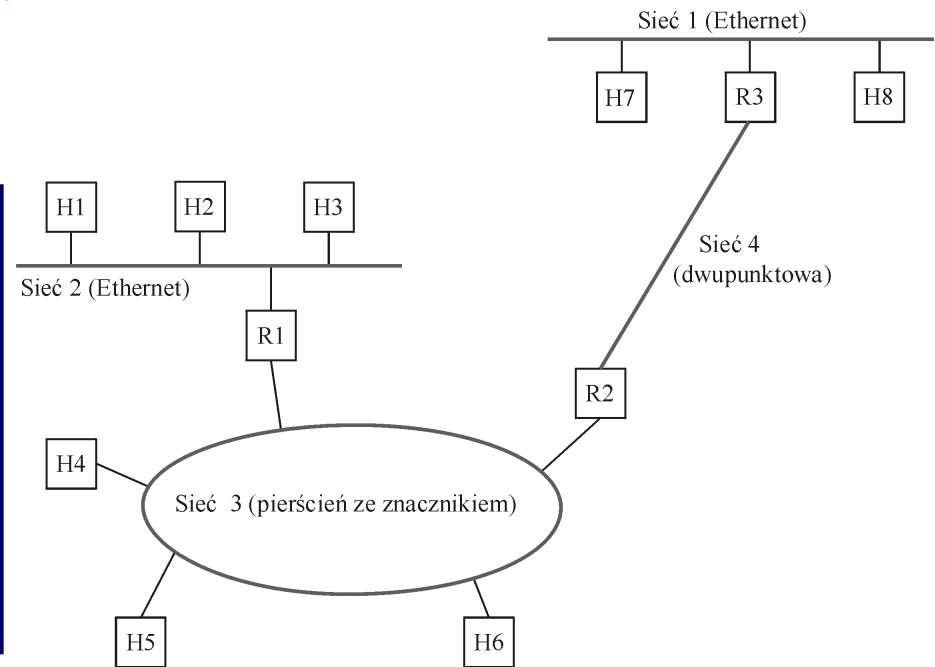 Sieć 1 (Ethernet)
H7
R3
H8
H1
H2
H3
Sieć 4
(dwupunktowa)
Sieć 2 (Ethernet)
R1
R2
H4
Sieć 3 (pierścień ze znacznikiem)
H5
H6